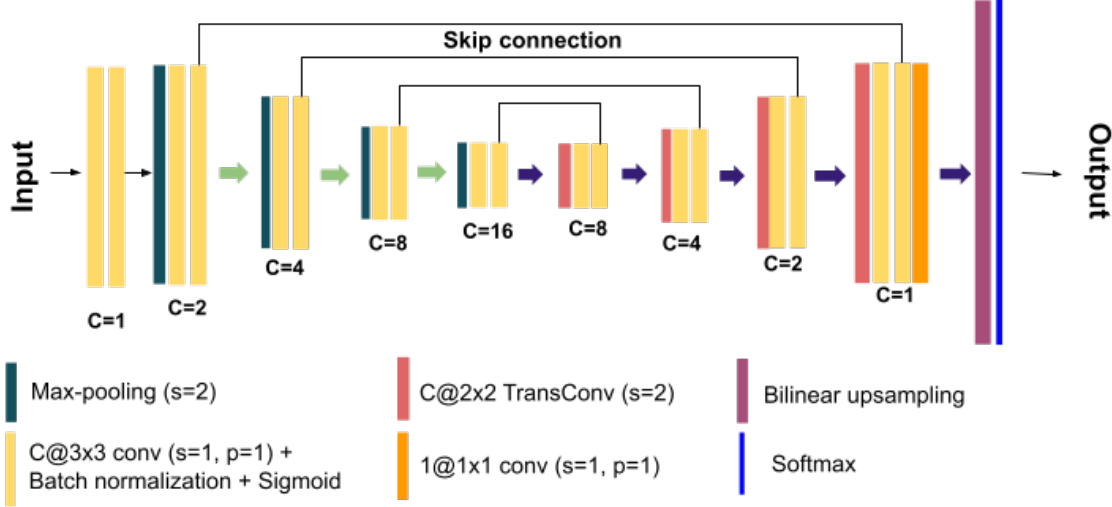 Skip connection
Input
Output
C=1
C=2
C=4
C=8
C=16
C=8
C=4
C=2
C=1
Max-pooling (s=2)
C@2x2 TransConv (s=2)
Bilinear upsampling
C@3x3 conv (s=1, p=1) +
Batch normalization + Sigmoid
1@1x1 conv (s=1, p=1)
Softmax